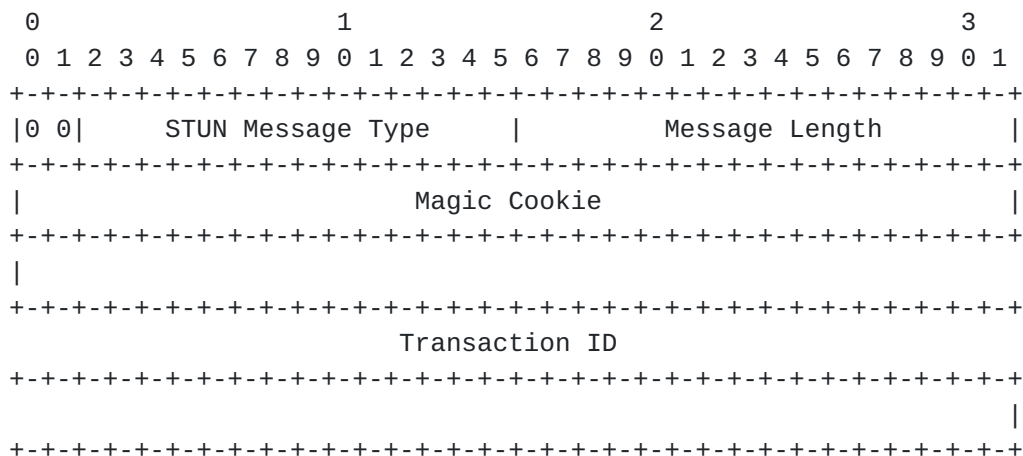 0                   1                   2                   3
 0 1 2 3 4 5 6 7 8 9 0 1 2 3 4 5 6 7 8 9 0 1 2 3 4 5 6 7 8 9 0 1
+-+-+-+-+-+-+-+-+-+-+-+-+-+-+-+-+-+-+-+-+-+-+-+-+-+-+-+-+-+-+-+-+
|0 0|     STUN Message Type     |         Message Length        |
+-+-+-+-+-+-+-+-+-+-+-+-+-+-+-+-+-+-+-+-+-+-+-+-+-+-+-+-+-+-+-+-+
|                         Magic Cookie                          |
+-+-+-+-+-+-+-+-+-+-+-+-+-+-+-+-+-+-+-+-+-+-+-+-+-+-+-+-+-+-+-+-+
|
+-+-+-+-+-+-+-+-+-+-+-+-+-+-+-+-+-+-+-+-+-+-+-+-+-+-+-+-+-+-+-+-+
                         Transaction ID
+-+-+-+-+-+-+-+-+-+-+-+-+-+-+-+-+-+-+-+-+-+-+-+-+-+-+-+-+-+-+-+-+
                                                                |
+-+-+-+-+-+-+-+-+-+-+-+-+-+-+-+-+-+-+-+-+-+-+-+-+-+-+-+-+-+-+-+-+